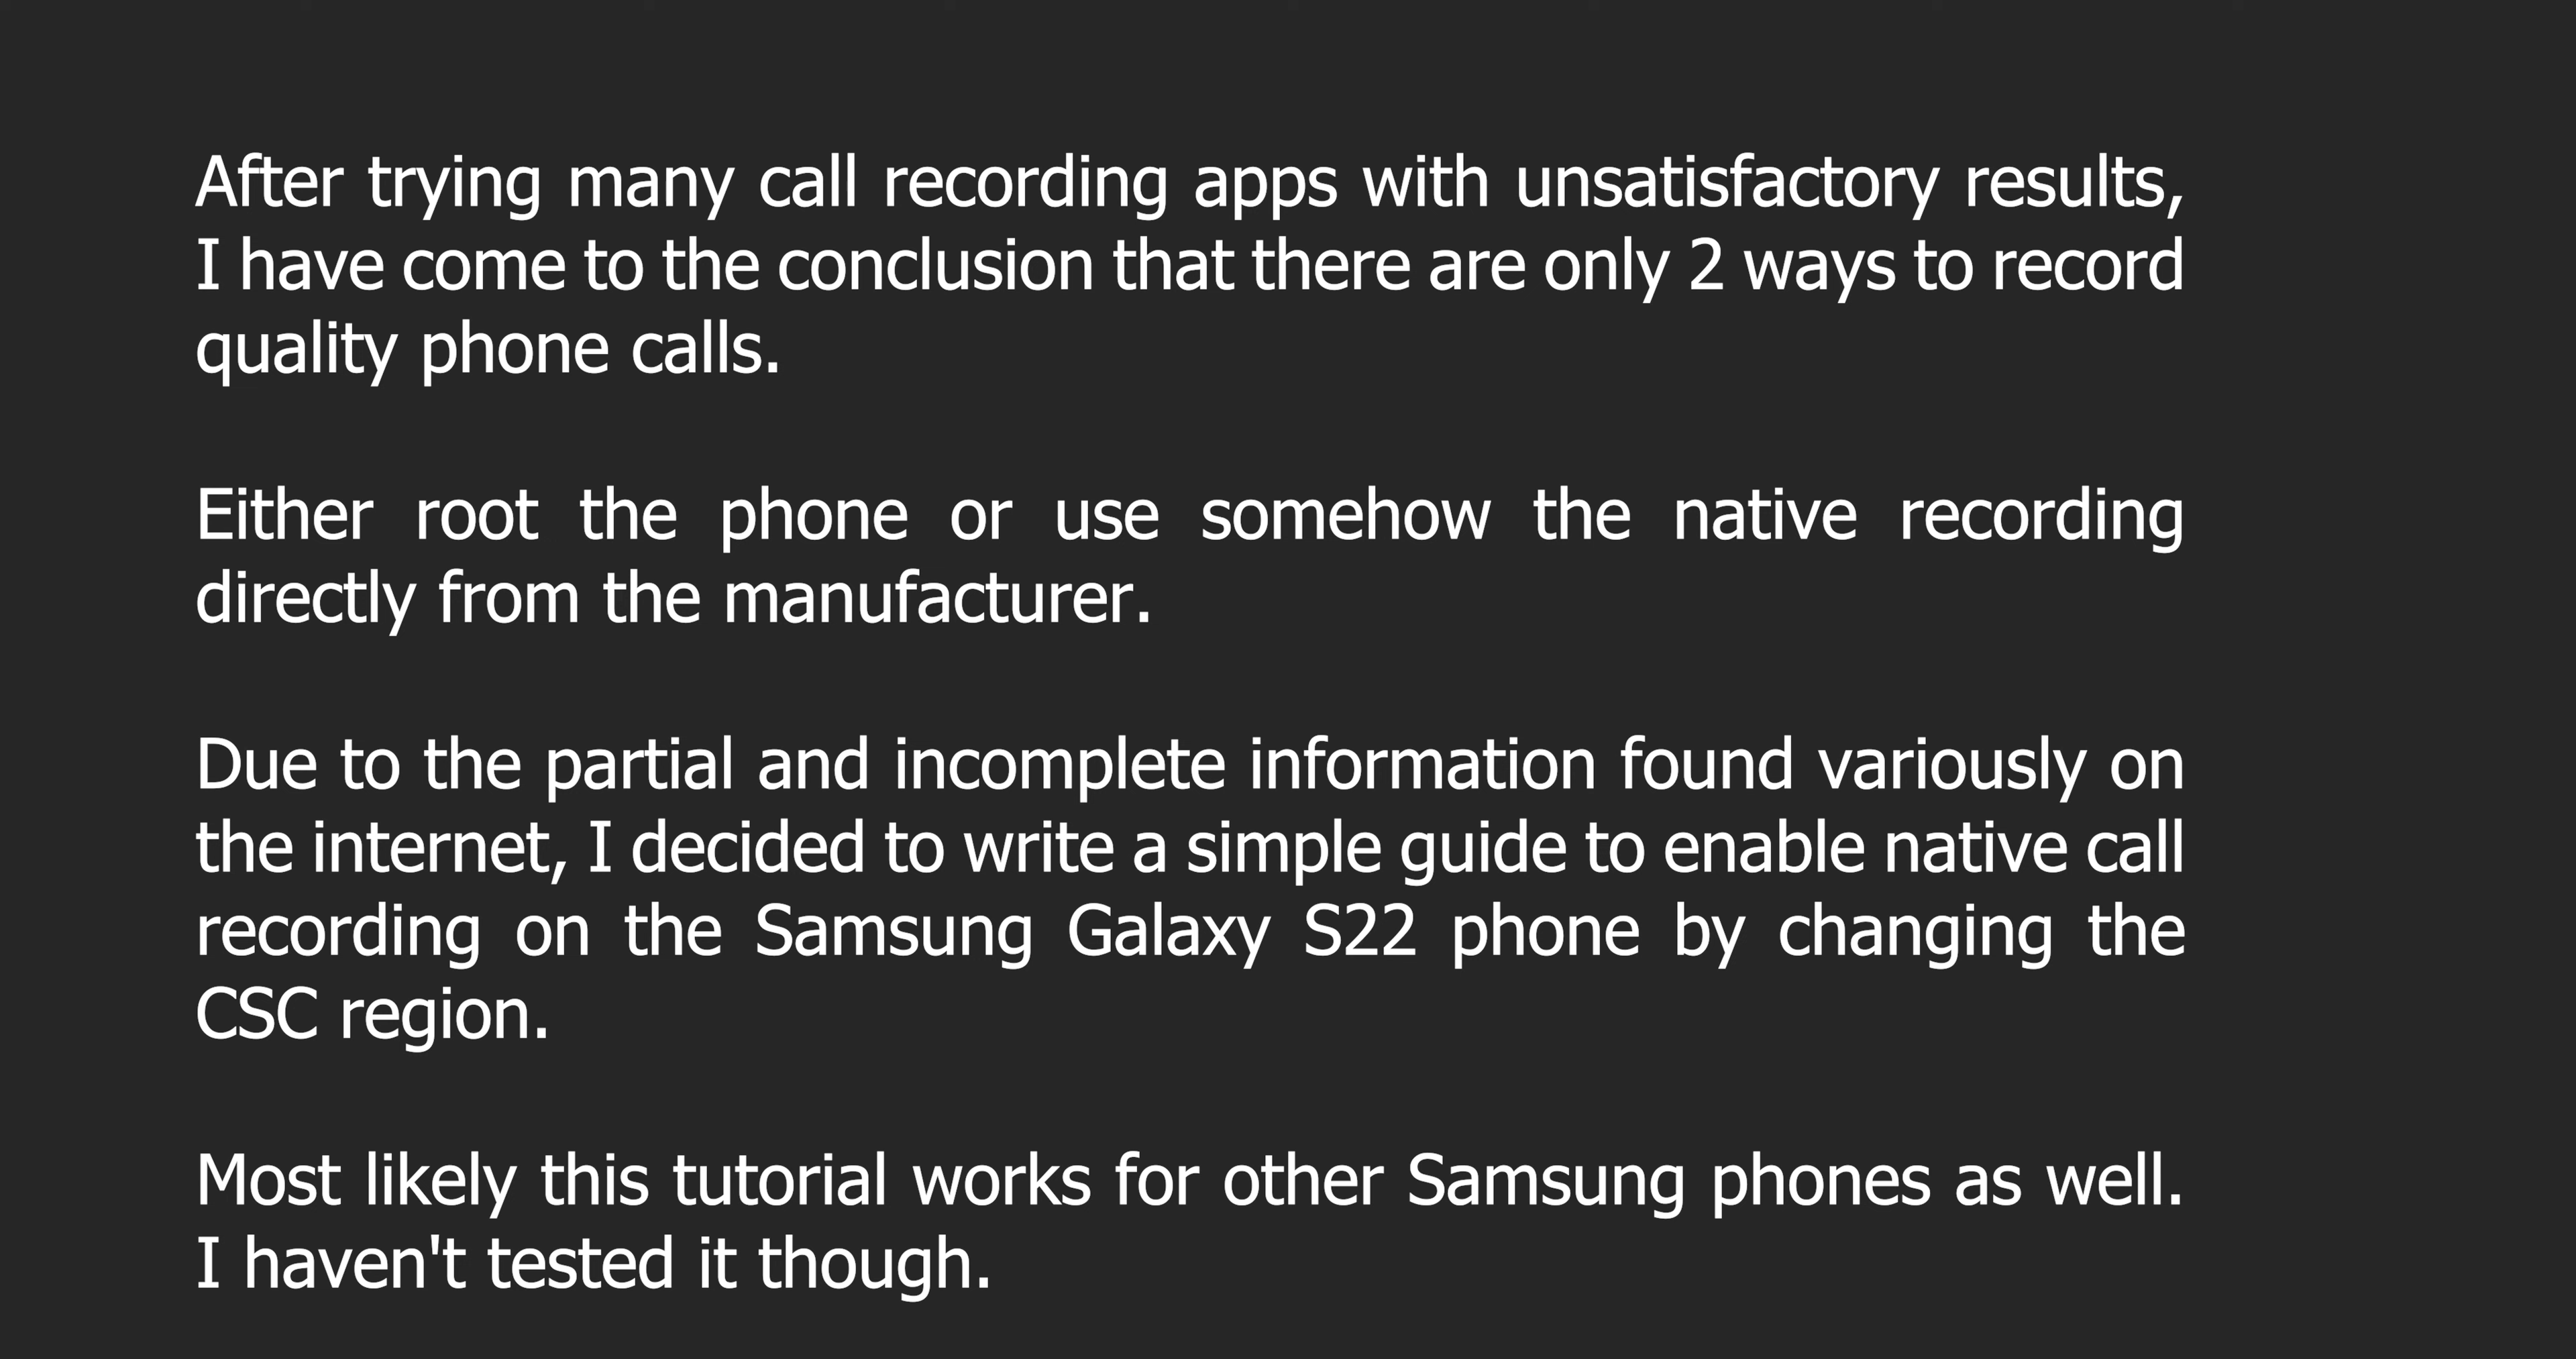 After trying many call recording apps with unsatisfactory results,
I have come to the conclusion that there are only 2 ways to record
quality phone calls.
Either root the phone or use somehow the native recording
directly from the manufacturer.
Due to the partial and incomplete information found variously on
the internet, I decided to write a simple guide to enable native call
recording on the Samsung Galaxy S22 phone by changing the
CSC region.
Most likely this tutorial works for other Samsung phones as well.
I haven't tested it though.